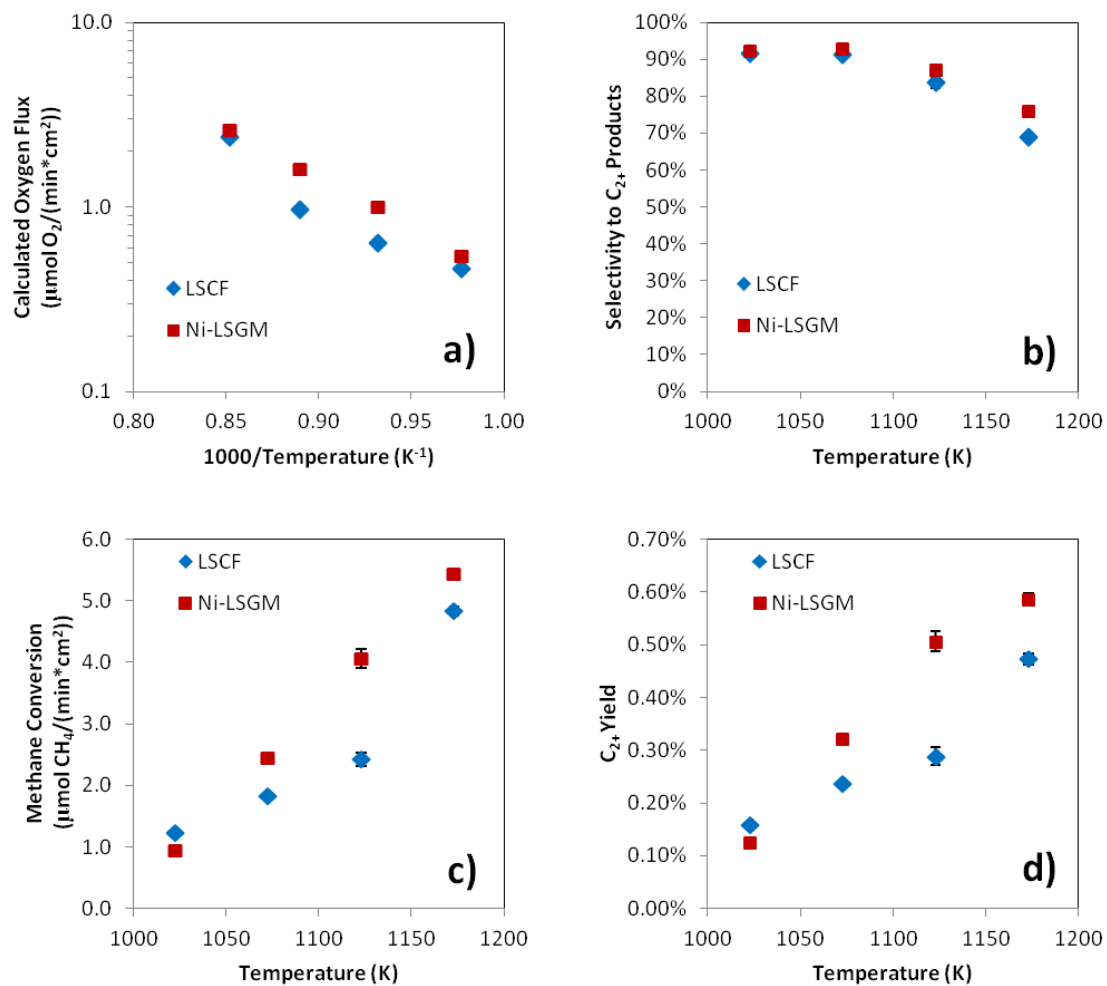 Calculated Oxygen Flux
(μmol O₂/(min*cm²))
10.0
1.0
0.1
LSCF
Ni-LSGM
a)
0.80
0.85
0.90
0.95
1.00
1000/Temperature (K⁻¹)
Selectivity to C₂₊ Products
100%
90%
80%
70%
60%
50%
40%
30%
20%
10%
0%
LSCF
Ni-LSGM
b)
1000
1050
1100
1150
1200
Temperature (K)
Methane Conversion
(μmol CH₄/(min*cm²))
6.0
5.0
4.0
3.0
2.0
1.0
0.0
LSCF
Ni-LSGM
c)
1000
1050
1100
1150
1200
Temperature (K)
C₂₊ Yield
0.70%
0.60%
0.50%
0.40%
0.30%
0.20%
0.10%
0.00%
LSCF
Ni-LSGM
d)
1000
1050
1100
1150
1200
Temperature (K)